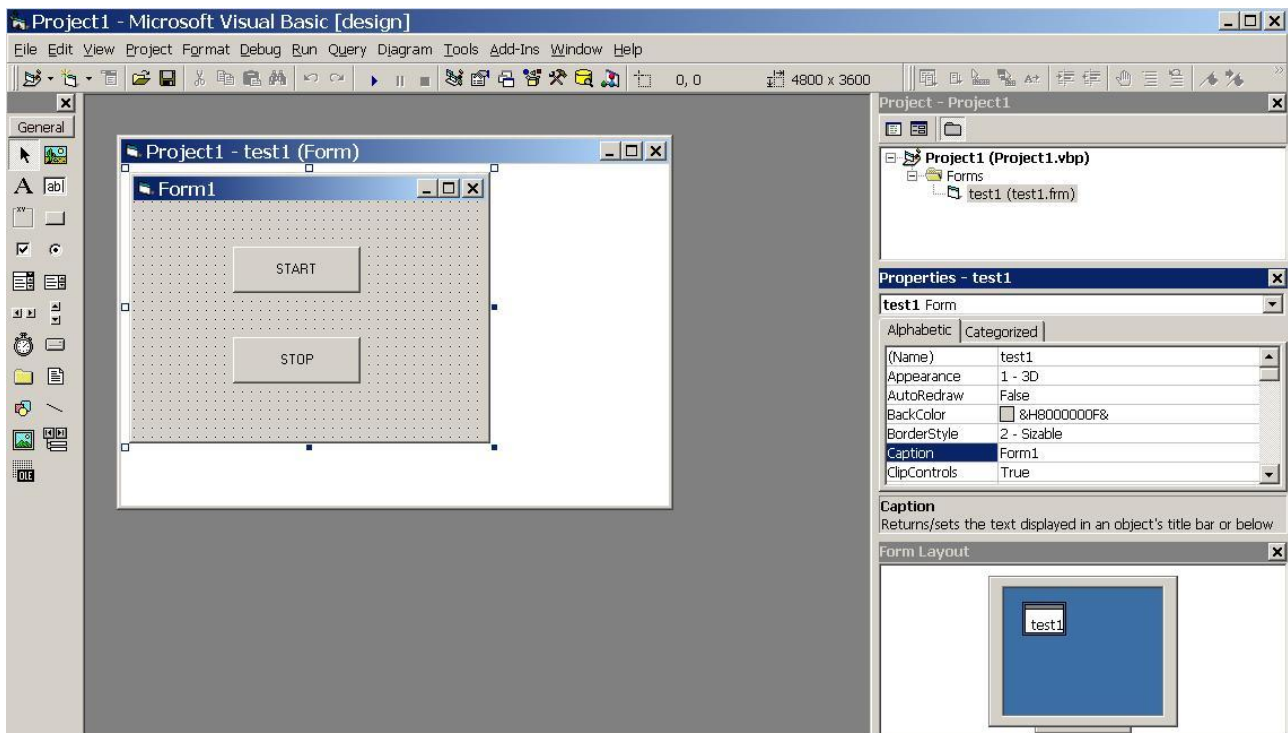 Project1 - Microsoft Visual Basic [design]
File Edit View Project Format Debug Run Query Diagram Tools Add-Ins Window Help
0, 0 4800 x 3600
General
A ab|
xv
OLE
Project1 - test1 (Form)
Form1
START
STOP
Project - Project1
Project1 (Project1.vbp)
Forms
test1 (test1.frm)
Properties - test1
test1 Form
Alphabetic Categorized
(Name) test1
Appearance 1 - 3D
AutoRedraw False
BackColor &H8000000F&
BorderStyle 2 - Sizable
Caption Form1
ClipControls True
Caption
Returns/sets the text displayed in an object's title bar or below
Form Layout
test1